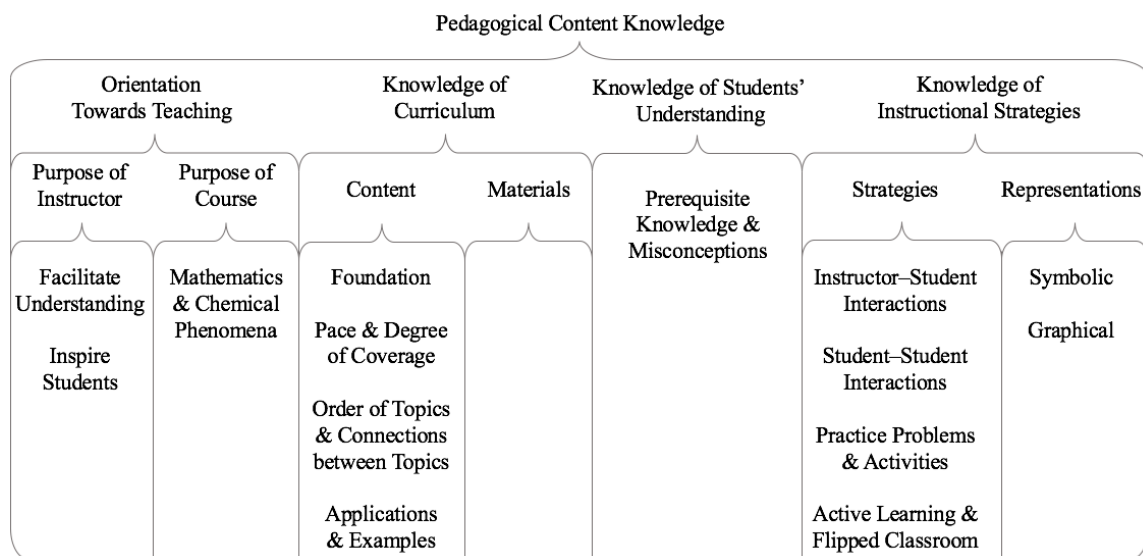 Pedagogical Content Knowledge
Orientation
Towards Teaching
Knowledge of
Curriculum
Knowledge of Students’
Understanding
Knowledge of
Instructional Strategies
Purpose of
Instructor
Purpose of
Course
Content
Materials
Prerequisite
Knowledge &
Misconceptions
Strategies
Representations
Facilitate
Understanding
Inspire
Students
Mathematics
& Chemical
Phenomena
Foundation
Pace & Degree
of Coverage
Order of Topics
& Connections
between Topics
Applications
& Examples
Instructor–Student
Interactions
Student–Student
Interactions
Practice Problems
& Activities
Active Learning &
Flipped Classroom
Symbolic
Graphical